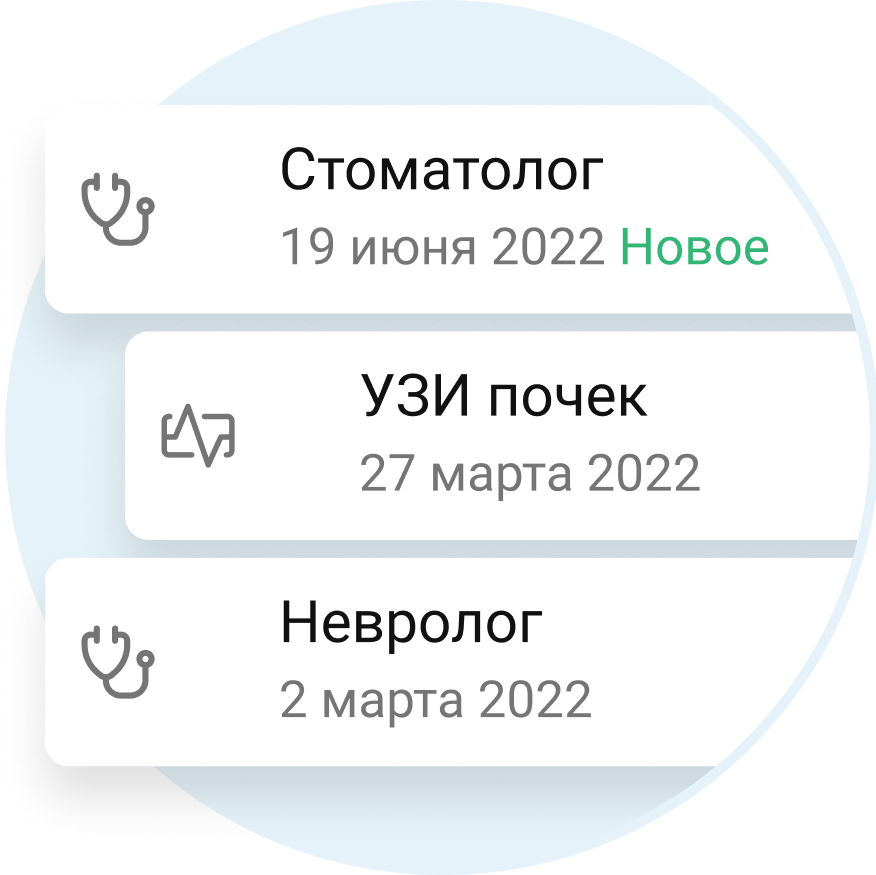 Стоматолог
19 июня 2022 Новое
УЗИ почек
27 марта 2022
Невролог
2 марта 2022